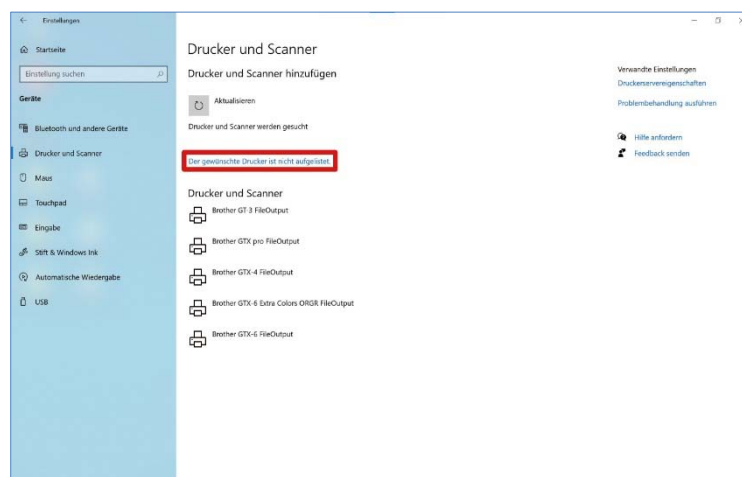 Einstellungen
Startseite
Einstellung suchen
Geräte
Bluetooth und andere Geräte
Drucker und Scanner
Maus
Touchpad
Eingabe
Stift & Windows Ink
Automatische Wiedergabe
USB
Drucker und Scanner
Drucker und Scanner hinzufügen
Aktualisieren
Drucker und Scanner werden gesucht
Der gewünschte Drucker ist nicht aufgelistet.
Drucker und Scanner
Brother GT-3 FileOutput
Brother GTX pro FileOutput
Brother GTX-4 FileOutput
Brother GTX-6 Extra Colors ORGR FileOutput
Brother GTX-6 FileOutput
Verwandte Einstellungen
Druckerservereigenschaften
Problembehandlung ausführen
Hilfe anfordern
Feedback senden